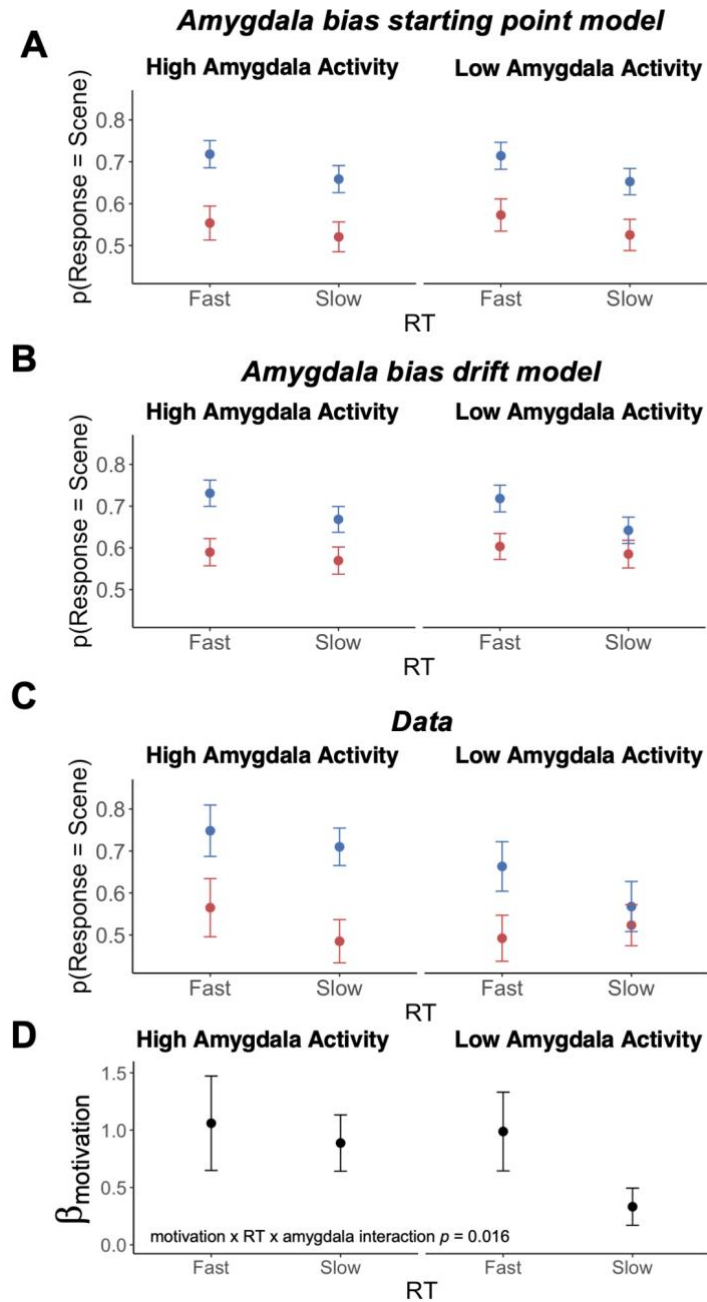 A
Amygdala bias starting point model
High Amygdala Activity Low Amygdala Activity
p(Response = Scene)
0.8
0.7
0.6
0.5
Fast Slow Fast Slow
RT
B
Amygdala bias drift model
High Amygdala Activity Low Amygdala Activity
p(Response = Scene)
0.8
0.7
0.6
0.5
Fast Slow Fast Slow
RT
C
Data
High Amygdala Activity Low Amygdala Activity
p(Response = Scene)
0.8
0.7
0.6
0.5
Fast Slow Fast Slow
RT
D
High Amygdala Activity Low Amygdala Activity
βmotivation
1.5
1.0
0.5
0.0
motivation x RT x amygdala interaction p = 0.016
Fast Slow Fast Slow
RT